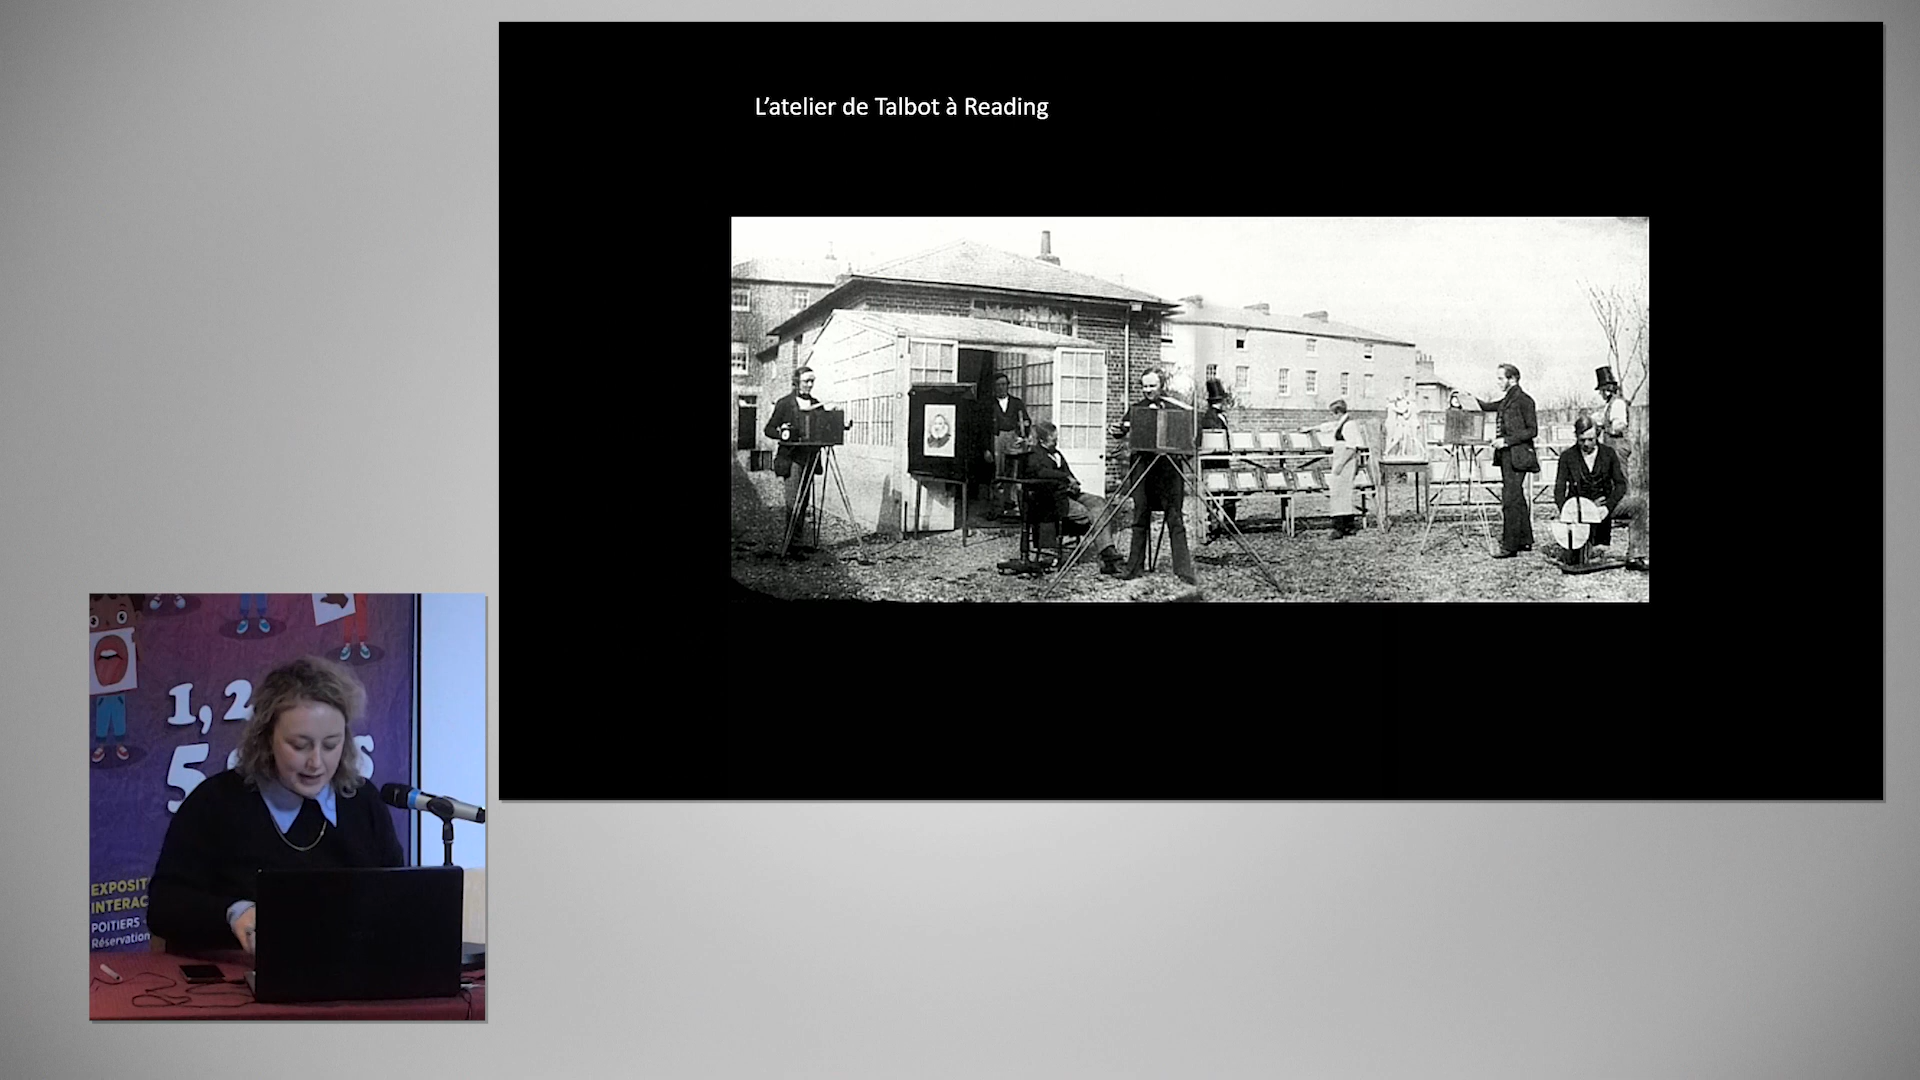 L'atelier de Talbot à Reading
1, 2
5
EXPOSIT
INTERAC
POITIERS -
Réservation